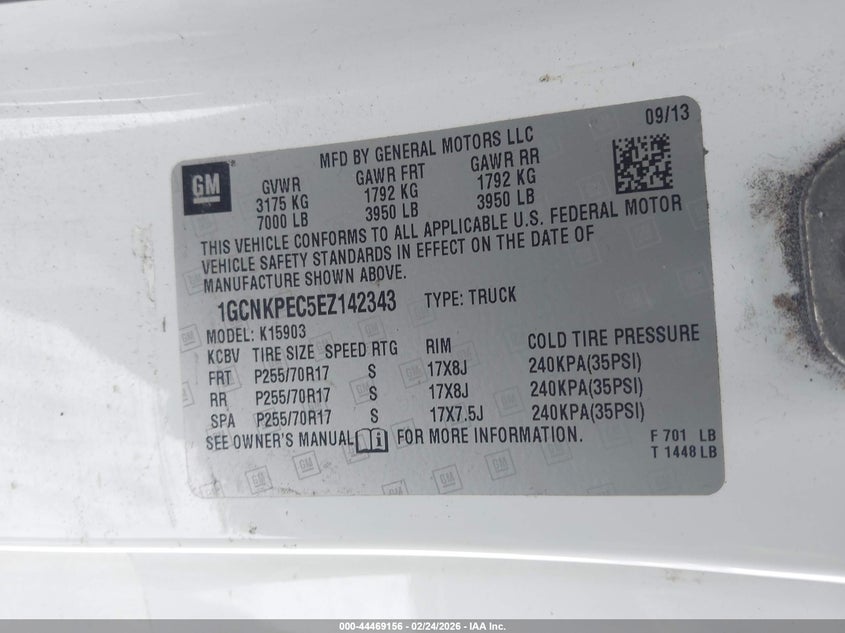 09/13
GM
MFD BY GENERAL MOTORS LLC
GVWR GAWR FRT GAWR RR
3175 KG 1792 KG 1792 KG
7000 LB 3950 LB 3950 LB
THIS VEHICLE CONFORMS TO ALL APPLICABLE U.S. FEDERAL MOTOR
VEHICLE SAFETY STANDARDS IN EFFECT ON THE DATE OF
MANUFACTURE SHOWN ABOVE.
1GCNKPEC5EZ142343 TYPE: TRUCK
MODEL: K15903
KCBV TIRE SIZE SPEED RTG RIM COLD TIRE PRESSURE
FRT P255/70R17 S 17X8J 240KPA(35PSI)
RR P255/70R17 S 17X8J 240KPA(35PSI)
SPA P255/70R17 S 17X7.5J 240KPA(35PSI)
SEE OWNER'S MANUAL FOR MORE INFORMATION.
F 701 LB
T 1448 LB
000-44469156 - 02/24/2026 - IAA Inc.